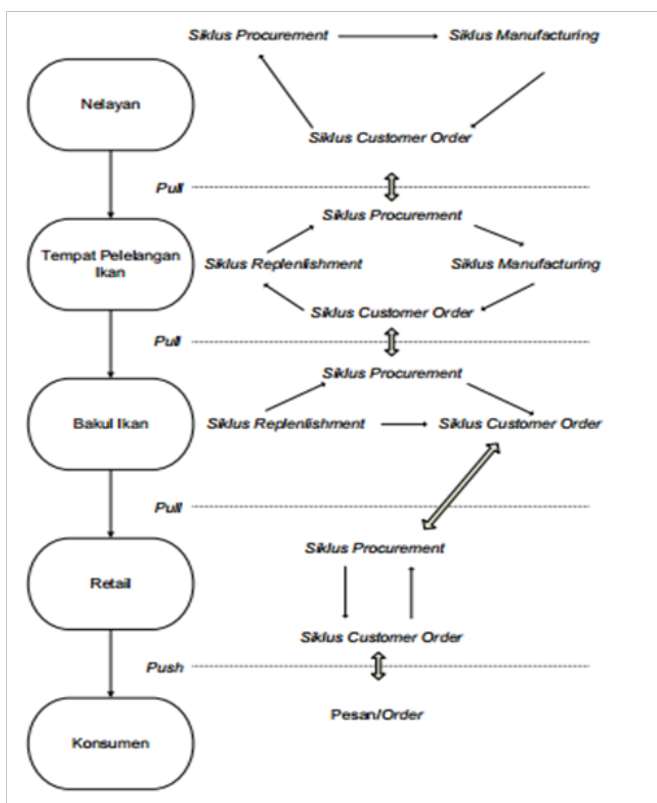 Siklus Procurement
Siklus Manufacturing
Nelayan
Siklus Customer Order
Pull
Siklus Procurement
Tempat Pelelangan
Ikan
Siklus Replenlishment
Siklus Manufacturing
Siklus Customer Order
Pull
Siklus Procurement
Bakul Ikan
Siklus Replenlishment
Siklus Customer Order
Pull
Siklus Procurement
Retail
Siklus Customer Order
Push
Pesan/Order
Konsumen